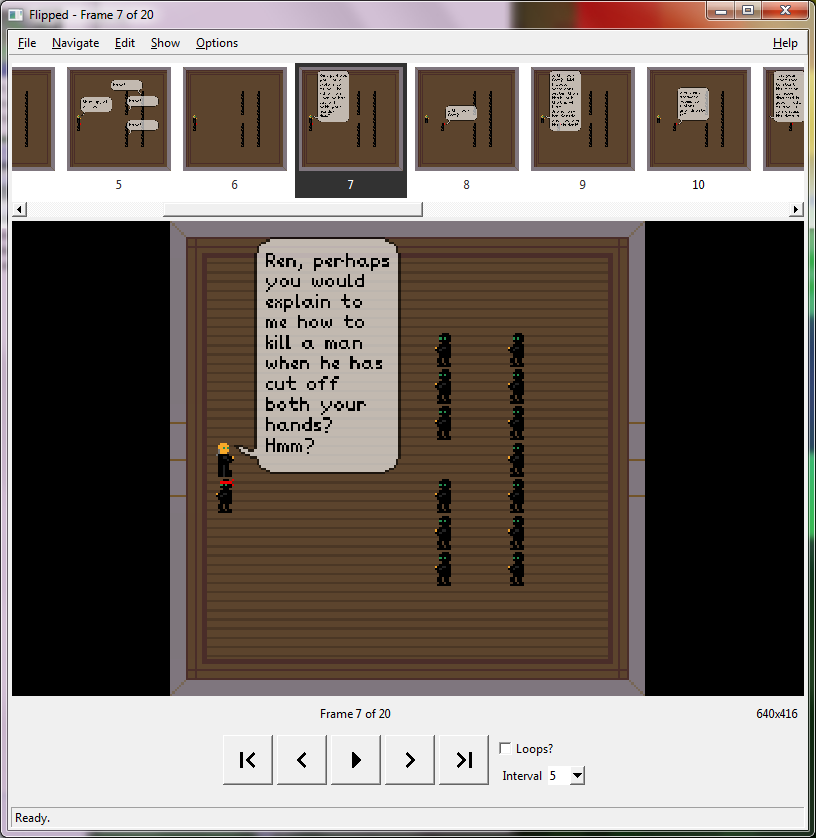 Flipped - Frame 7 of 20
File Navigate Edit Show Options Help
5 6 7 8 9 10
Ren, perhaps
you would
explain to
me how to
kill a man
when he has
cut off
both your
hands?
Hmm?
Frame 7 of 20
640x416
Loops?
Interval 5
Ready.